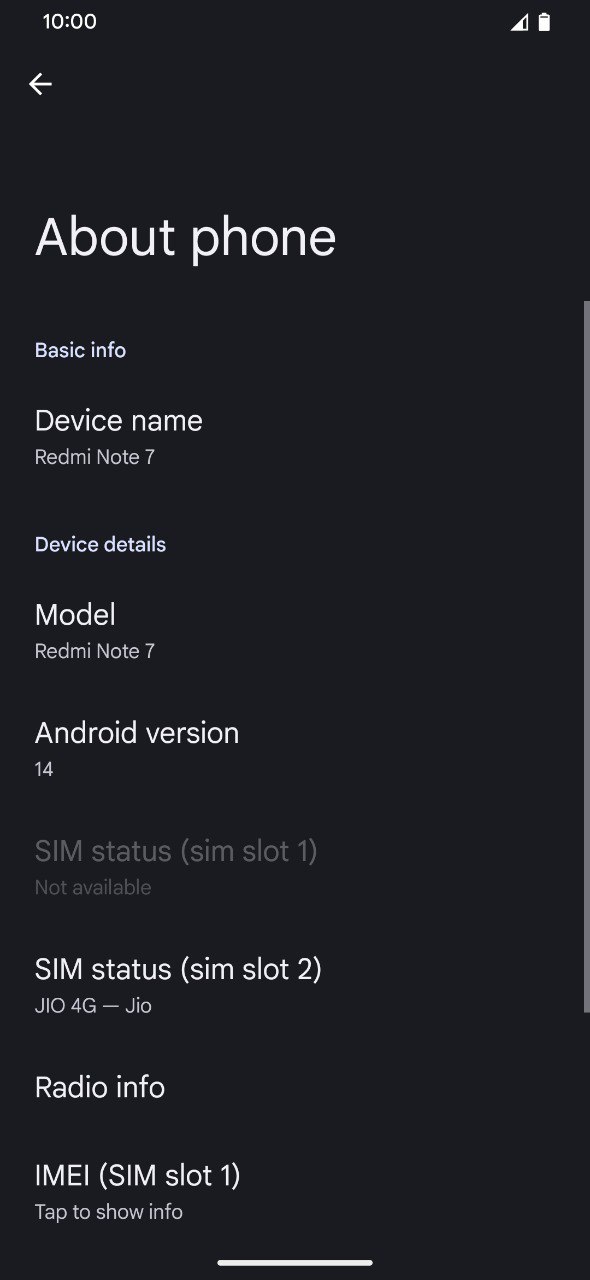 10:00
About phone
Basic info
Device name
Redmi Note 7
Device details
Model
Redmi Note 7
Android version
14
SIM status (sim slot 1)
Not available
SIM status (sim slot 2)
JIO 4G — Jio
Radio info
IMEI (SIM slot 1)
Tap to show info